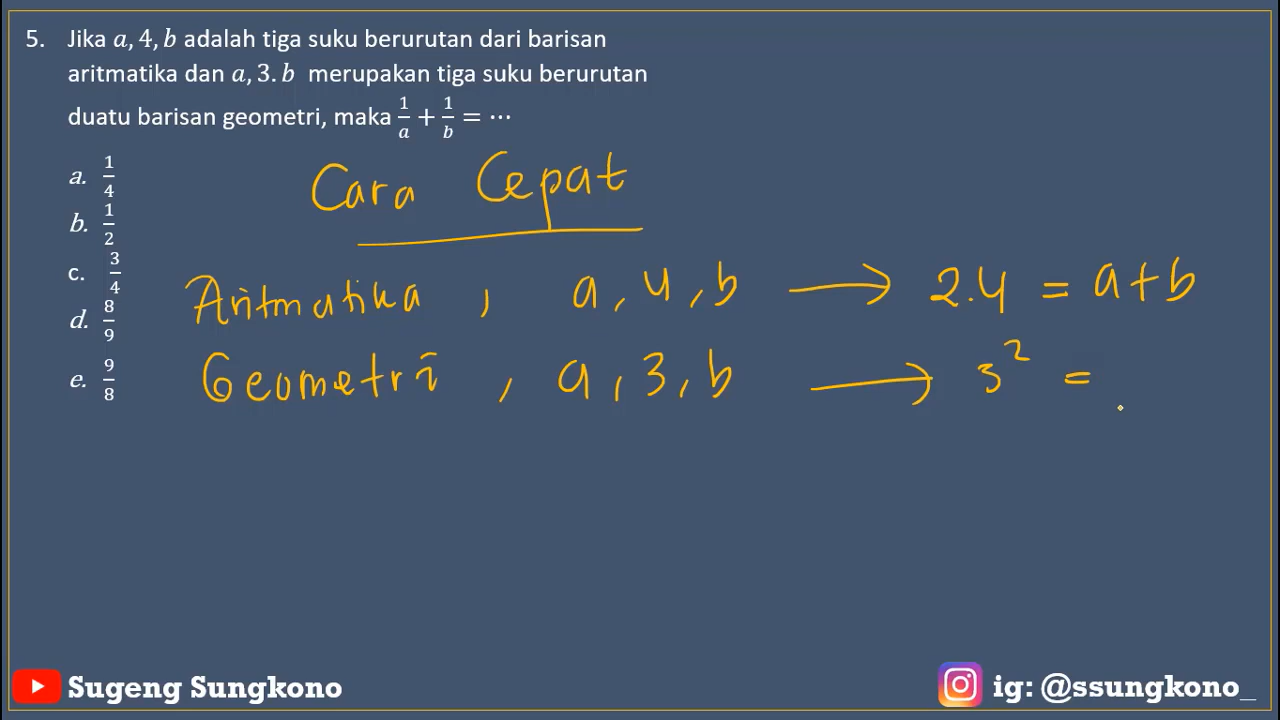 5. Jika a, 4, b adalah tiga suku berurutan dari barisan
aritmatika dan a, 3. b merupakan tiga suku berurutan
duatu barisan geometri, maka 1/a + 1/b = ⋯
a. 1/4
b. 1/2
c. 3/4
d. 8/9
e. 9/8
Cara Cepat
Aritmatika , a , 4 , b → 2.4 = a+b
Geometri , a , 3 , b → 3² =
Sugeng Sungkono
ig: @ssungkono_